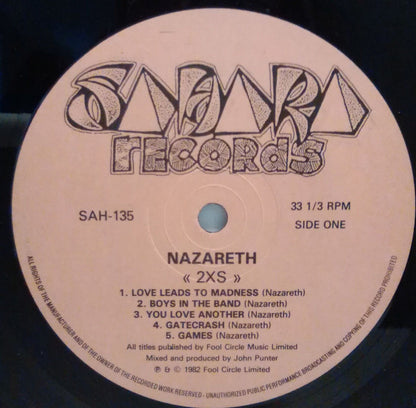 SAHARA
records
SAH-135
33 1/3 RPM
SIDE ONE
NAZARETH
« 2XS »
1. LOVE LEADS TO MADNESS (Nazareth)
2. BOYS IN THE BAND (Nazareth)
3. YOU LOVE ANOTHER (Nazareth)
4. GATECRASH (Nazareth)
5. GAMES (Nazareth)
All titles published by Fool Circle Music Limited
Mixed and produced by John Punter
℗ & © 1982 Fool Circle Limited
ALL RIGHTS OF THE MANUFACTURER AND OF THE OWNER OF THE RECORDED WORK RESERVED - UNAUTHORIZED PUBLIC PERFORMANCE BROADCASTING AND COPYING OF THIS RECORD PROHIBITED